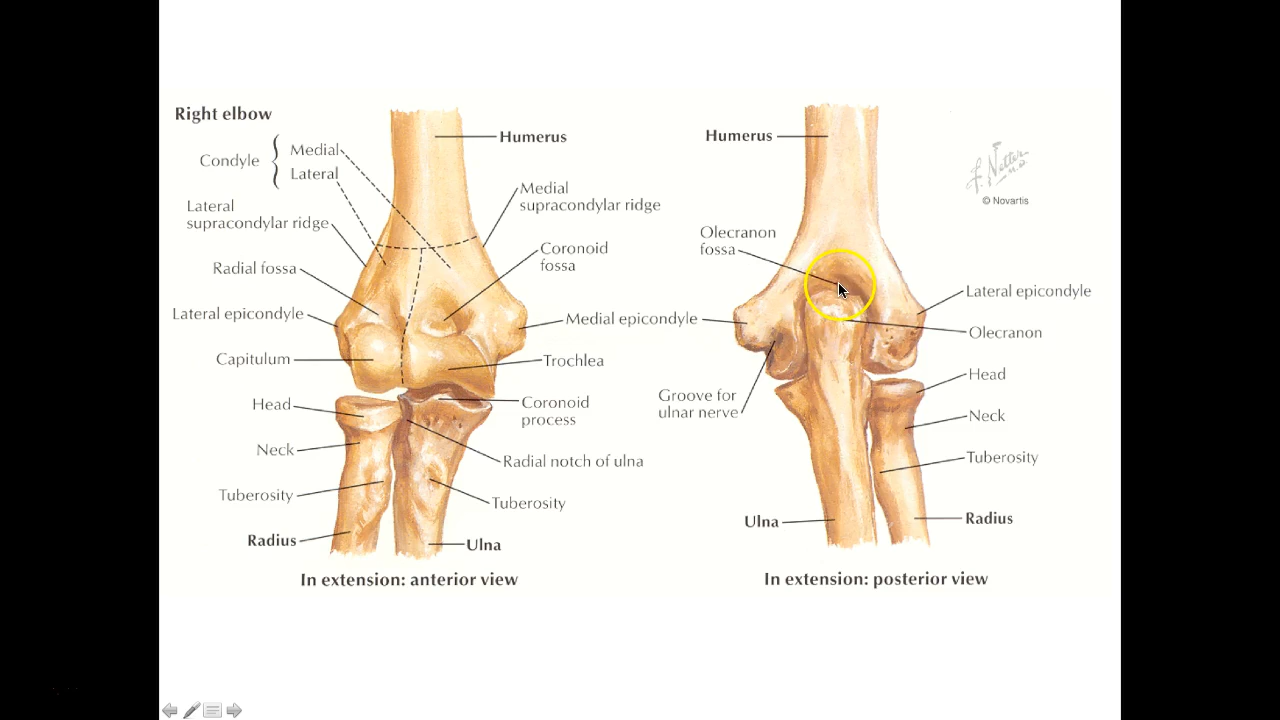 Right elbow
Condyle
Medial
Lateral
Lateral
supracondylar ridge
Radial fossa
Lateral epicondyle
Capitulum
Head
Neck
Tuberosity
Radius
Humerus
Medial
supracondylar ridge
Coronoid
fossa
Medial epicondyle
Trochlea
Coronoid
process
Radial notch of ulna
Tuberosity
Ulna
In extension: anterior view
Humerus
Olecranon
fossa
Groove for
ulnar nerve
Ulna
F. Netter
M.D.
© Novartis
Lateral epicondyle
Olecranon
Head
Neck
Tuberosity
Radius
In extension: posterior view